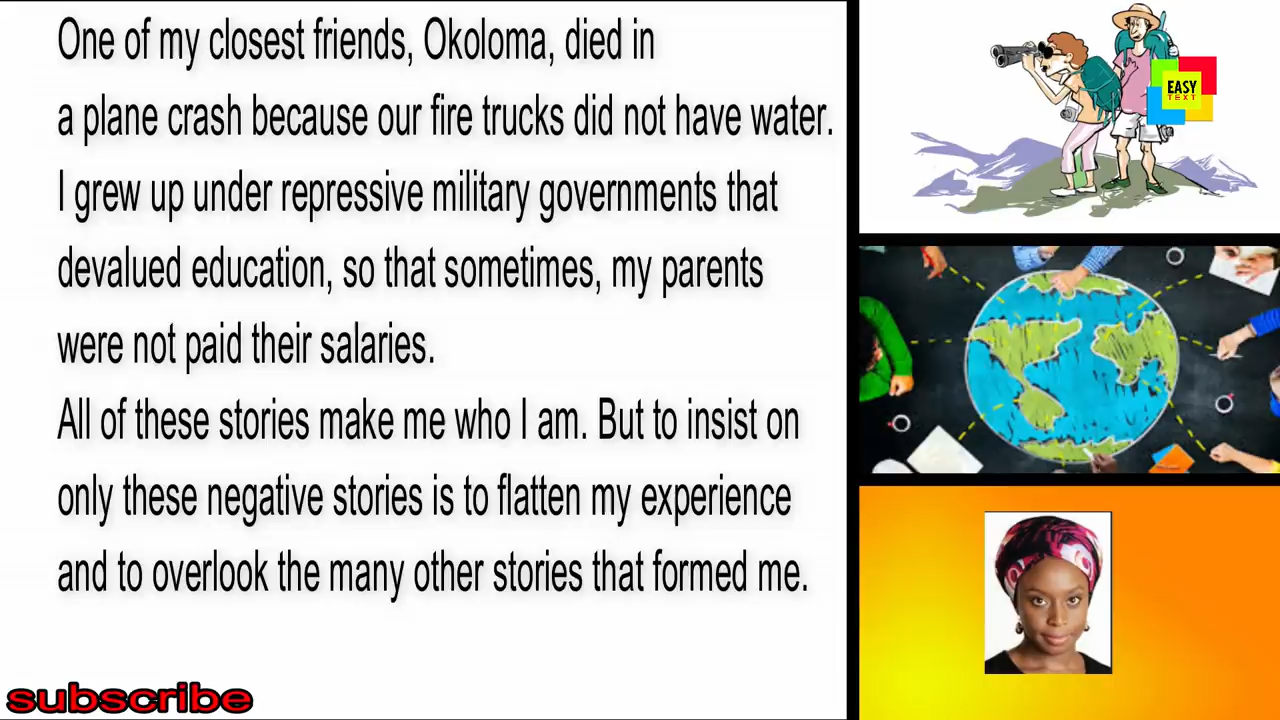 One of my closest friends, Okoloma, died in
a plane crash because our fire trucks did not have water.
I grew up under repressive military governments that
devalued education, so that sometimes, my parents
were not paid their salaries.
All of these stories make me who I am. But to insist on
only these negative stories is to flatten my experience
and to overlook the many other stories that formed me.
subscribe
EASY
TEXT